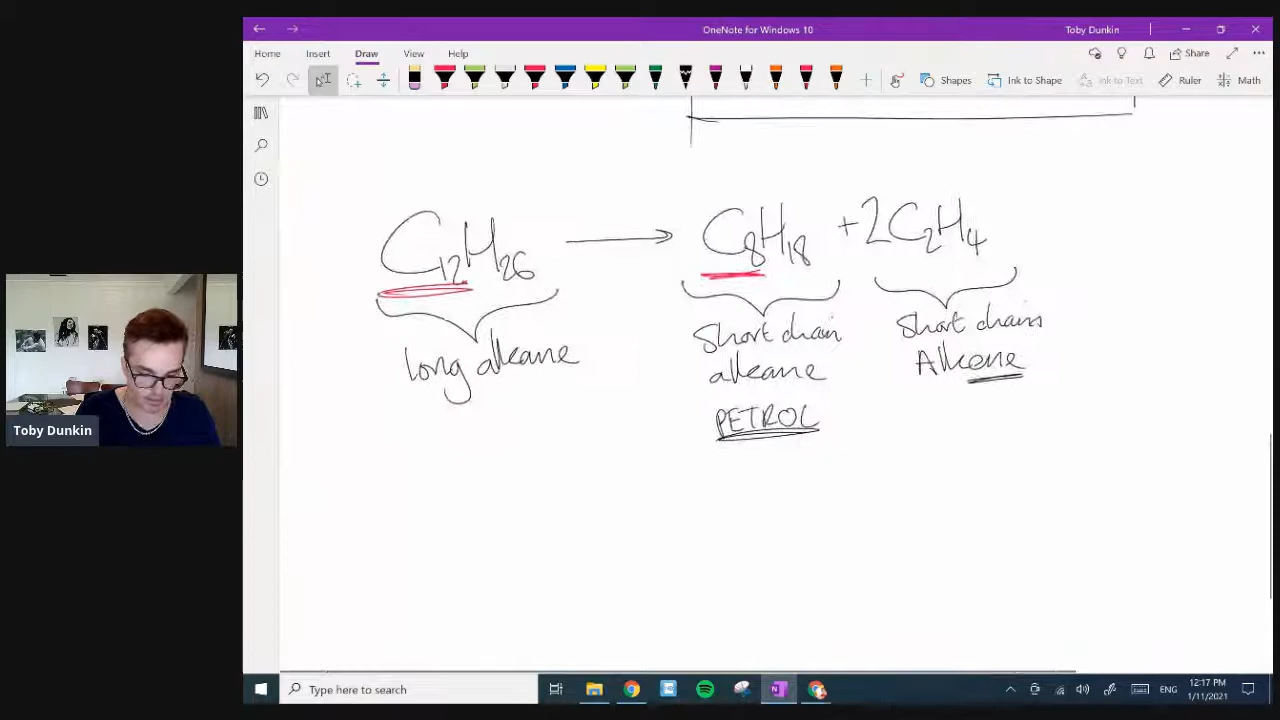 OneNote for Windows 10
Toby Dunkin
Home Insert Draw View Help
Share
Shapes
Ink to Shape
Ink to Text
Ruler
Math
C₁₂H₂₆ → C₈H₁₈ + 2C₂H₄
long alkane
short chain
alkane
PETROL
short chains
Alkene
Toby Dunkin
Type here to search
ENG
12:17 PM
1/11/2021